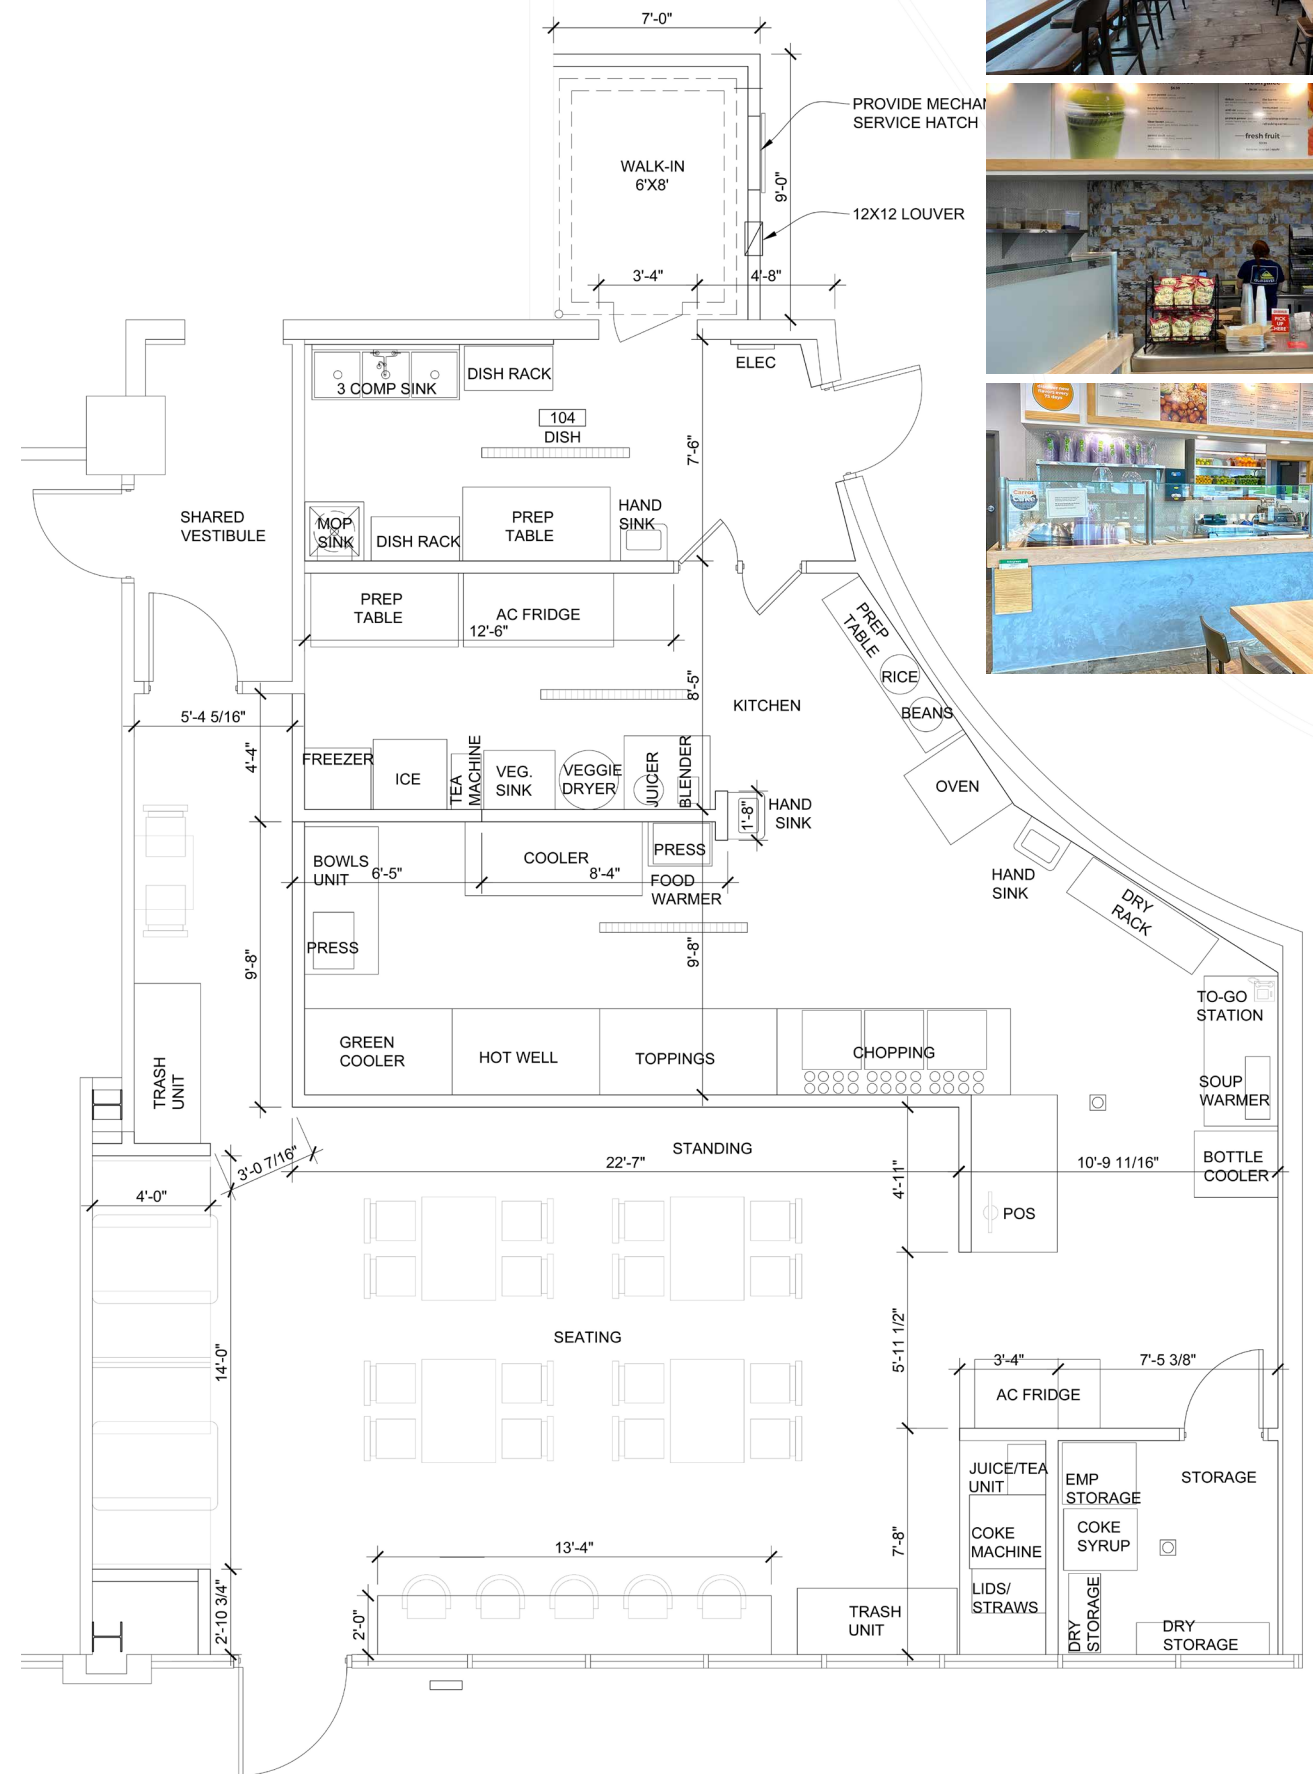 7'-0"
PROVIDE MECHAN
SERVICE HATCH
WALK-IN
6'X8'
9'-0"
12X12 LOUVER
3'-4"
4'-8"
ELEC
3 COMP SINK
DISH RACK
104
DISH
7'-6"
SHARED
VESTIBULE
MOP
SINK
DISH RACK
PREP
TABLE
HAND
SINK
PREP
TABLE
AC FRIDGE
12'-6"
PREP
TABLE
RICE
BEANS
8'-5"
KITCHEN
5'-4 5/16"
4'-4"
FREEZER
ICE
TEA
MACHINE
VEG.
SINK
VEGGIE
DRYER
JUICER
BLENDER
OVEN
1'-8"
HAND
SINK
BOWLS
UNIT
6'-5"
COOLER
8'-4"
PRESS
FOOD
WARMER
HAND
SINK
DRY
RACK
PRESS
9'-8"
9'-8"
TO-GO
STATION
GREEN
COOLER
HOT WELL
TOPPINGS
CHOPPING
TRASH
UNIT
SOUP
WARMER
STANDING
3'-0 7/16"
22'-7"
4'-11"
10'-9 11/16"
BOTTLE
COOLER
4'-0"
POS
SEATING
14'-0"
5'-11 1/2"
3'-4"
7'-5 3/8"
AC FRIDGE
JUICE/TEA
UNIT
EMP
STORAGE
STORAGE
COKE
MACHINE
COKE
SYRUP
7'-8"
13'-4"
LIDS/
STRAWS
DRY
STORAGE
DRY
STORAGE
2'-10 3/4"
2'-0"
TRASH
UNIT
fresh juice
fresh fruit
PICK
UP
HERE
Carrot